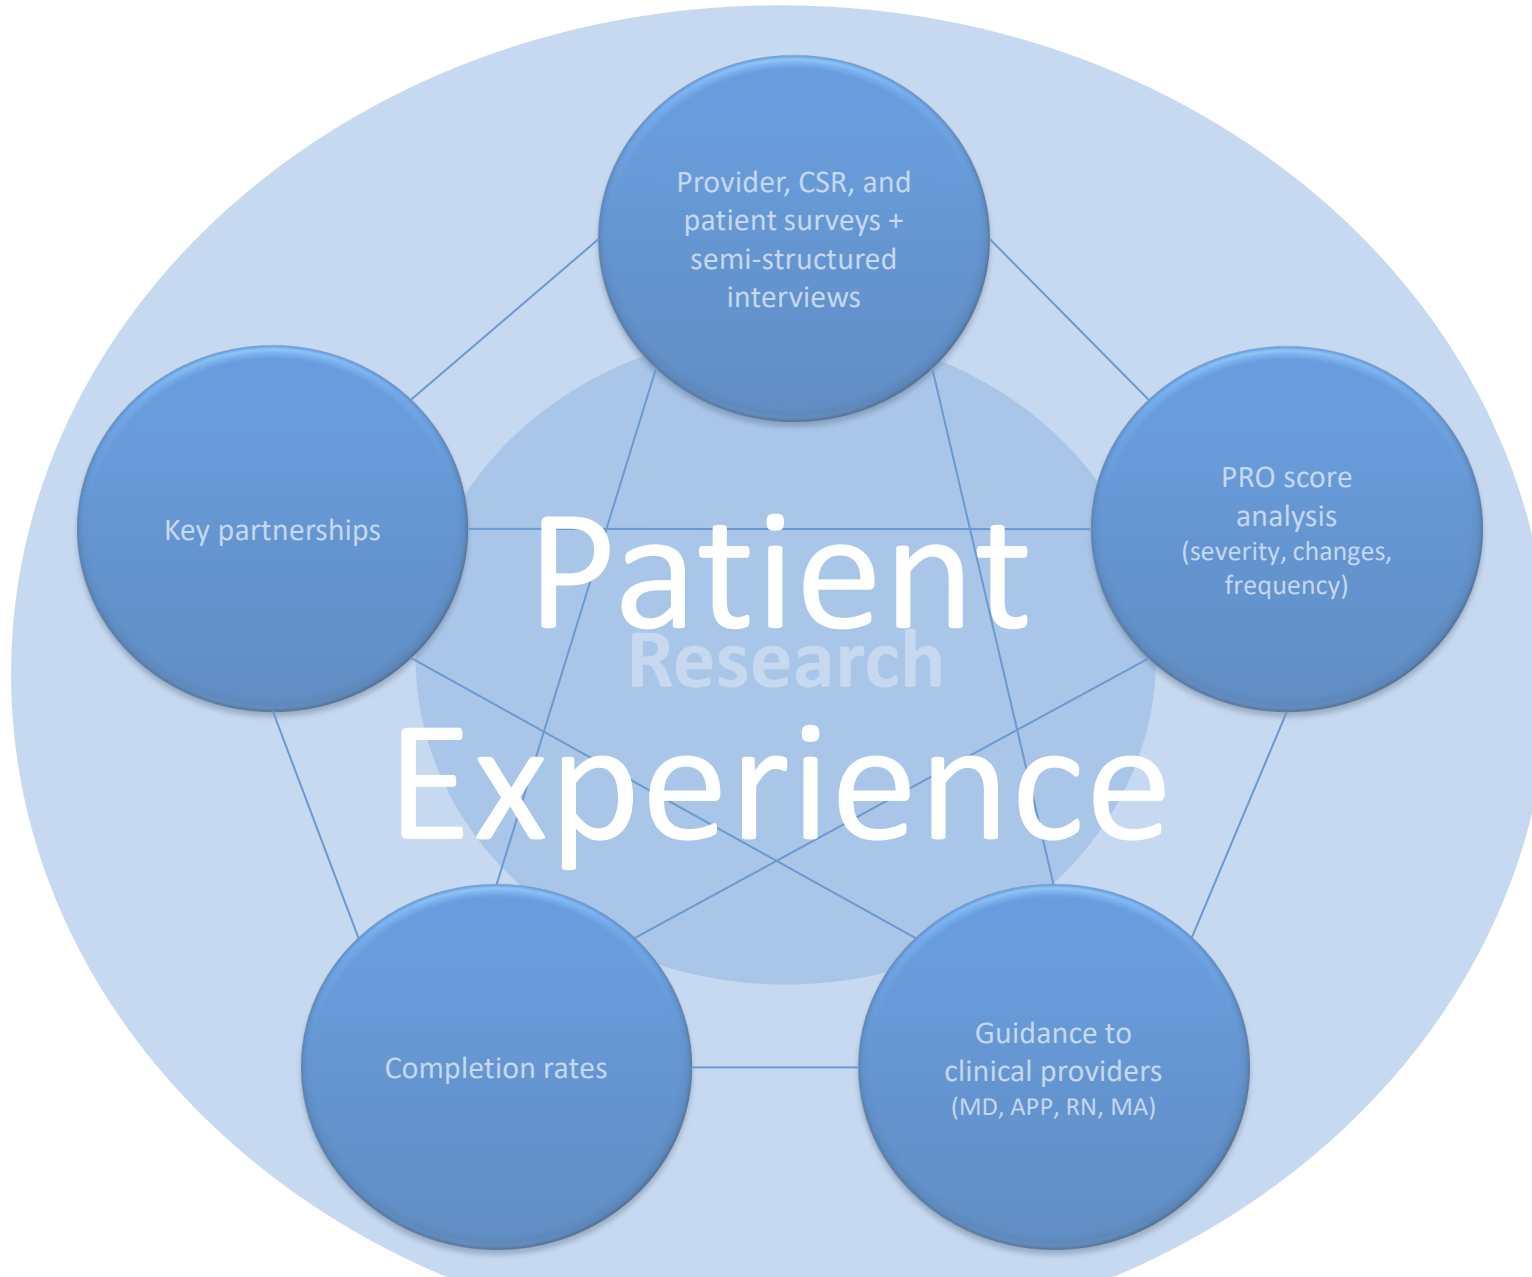 Provider, CSR, and
patient surveys +
semi-structured
interviews
Key partnerships
PRO score
analysis
(severity, changes,
frequency)
Patient
Research
Experience
Completion rates
Guidance to
clinical providers
(MD, APP, RN, MA)